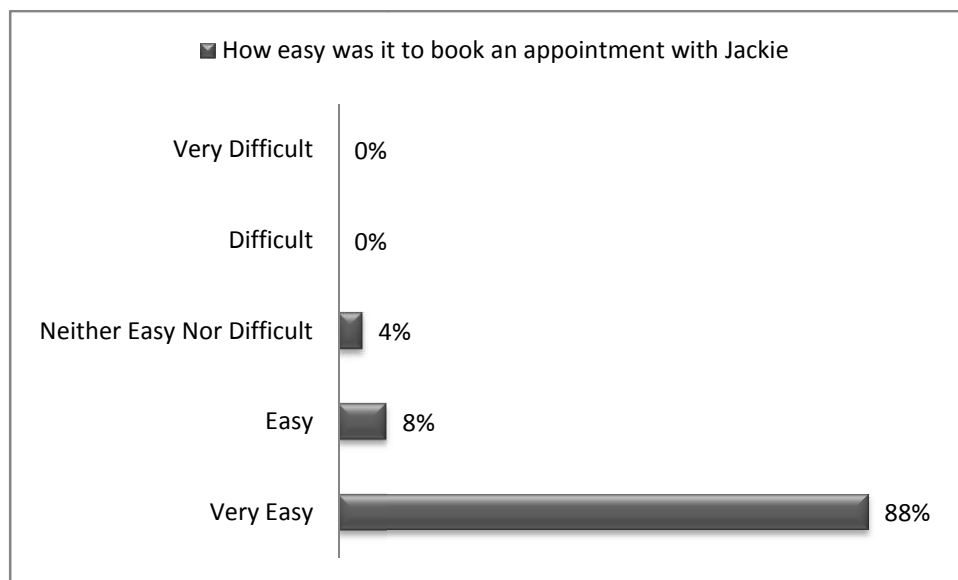 How easy was it to book an appointment with Jackie
Very Difficult 0%
Difficult 0%
Neither Easy Nor Difficult 4%
Easy 8%
Very Easy 88%